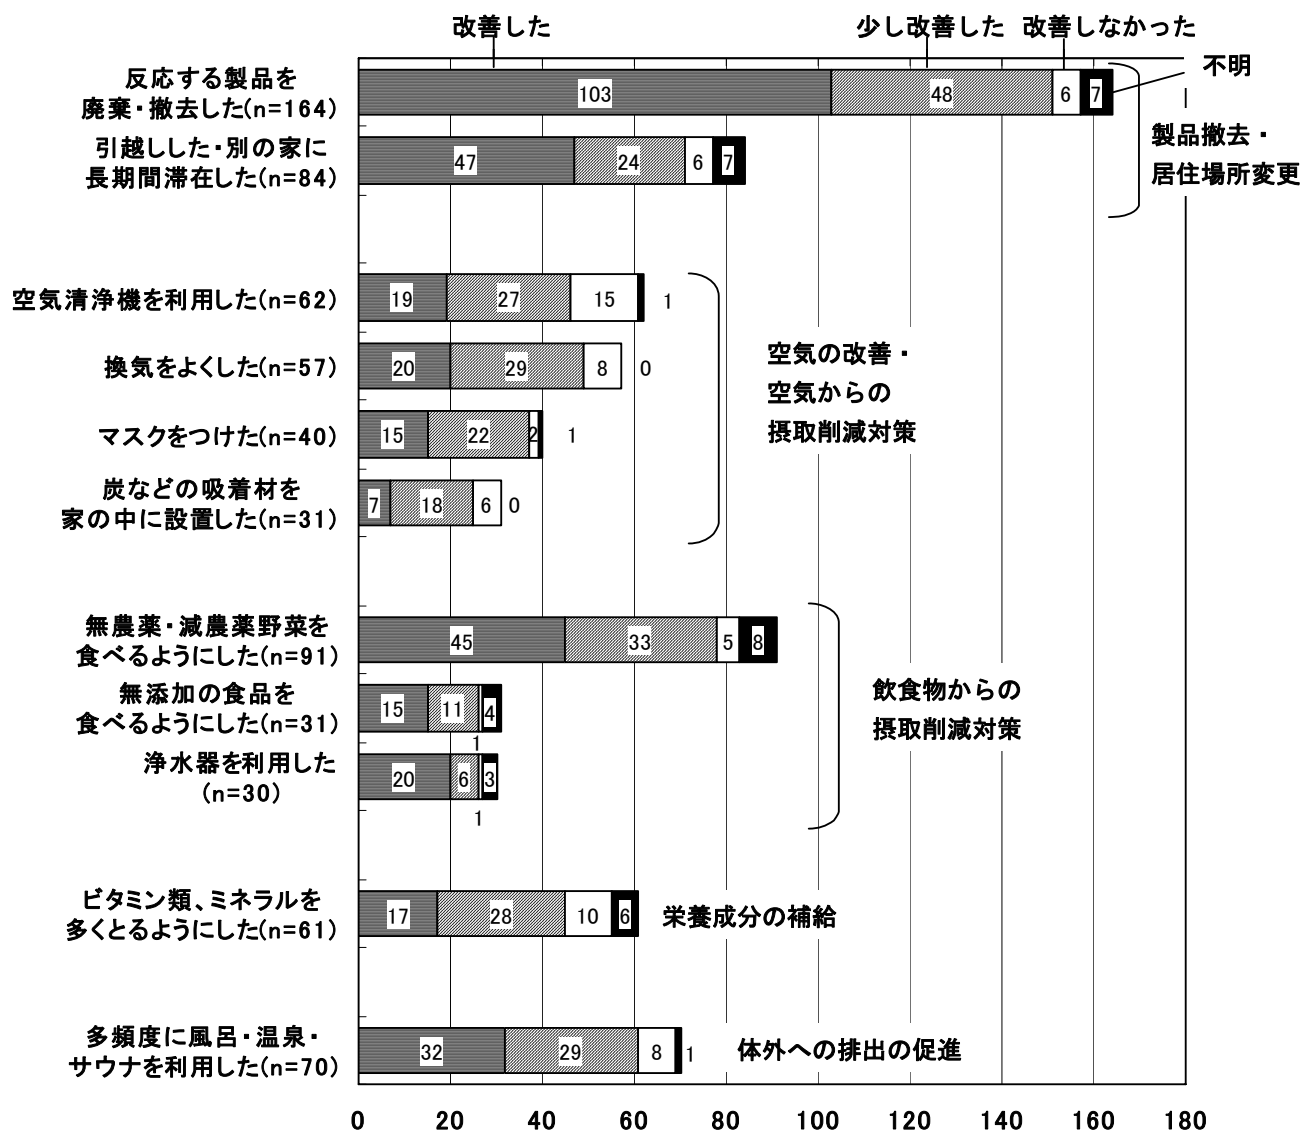 改善した 少し改善した 改善しなかった
不明
反応する製品を
廃棄・撤去した(n=164)
103 48 6 7
引越しした・別の家に
長期間滞在した(n=84)
47 24 6 7
製品撤去・
居住場所変更
空気清浄機を利用した(n=62)
19 27 15 1
換気をよくした(n=57)
20 29 8 0
マスクをつけた(n=40)
15 22 2 1
炭などの吸着材を
家の中に設置した(n=31)
7 18 6 0
空気の改善・
空気からの
摂取削減対策
無農薬・減農薬野菜を
食べるようにした(n=91)
45 33 5 8
無添加の食品を
食べるようにした(n=31)
15 11 4
1
浄水器を利用した
(n=30)
20 6 3
1
飲食物からの
摂取削減対策
ビタミン類、ミネラルを
多くとるようにした(n=61)
17 28 10 6
栄養成分の補給
多頻度に風呂・温泉・
サウナを利用した(n=70)
32 29 8 1
体外への排出の促進
0 20 40 60 80 100 120 140 160 180